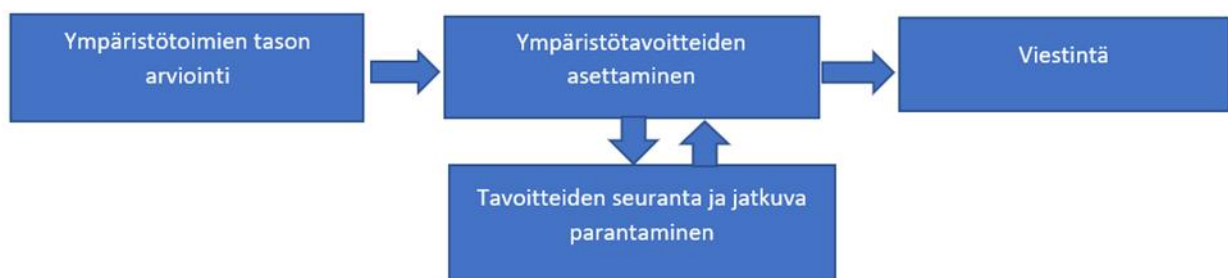 Ympäristötoimien tason
arviointi
Ympäristötavoitteiden
asettaminen
Viestintä
Tavoitteiden seuranta ja jatkuva
parantaminen